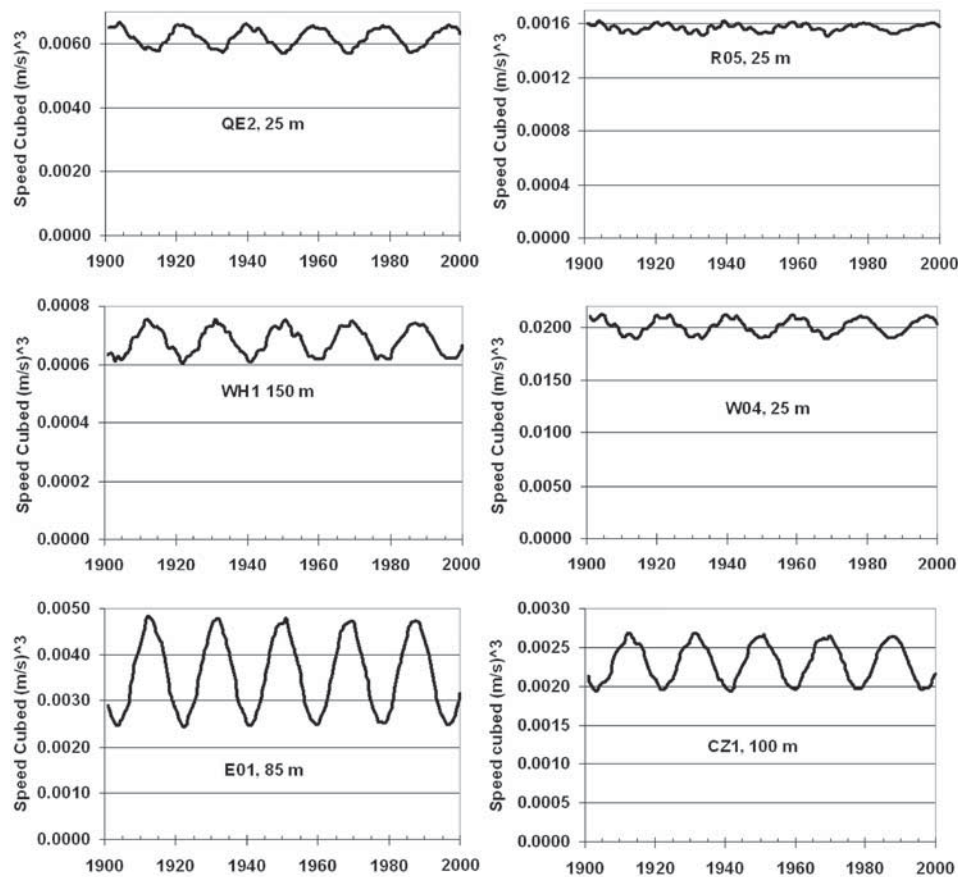 Speed Cubed (m/s)^3
0.0060
0.0040
0.0020
0.0000
QE2, 25 m
1900 1920 1940 1960 1980 2000
Speed Cubed (m/s)^3
0.0016
0.0012
0.0008
0.0004
0.0000
R05, 25 m
1900 1920 1940 1960 1980 2000
Speed Cubed (m/s)^3
0.0008
0.0006
0.0004
0.0002
0.0000
WH1 150 m
1900 1920 1940 1960 1980 2000
Speed Cubed (m/s)^3
0.0200
0.0150
0.0100
0.0050
0.0000
W04, 25 m
1900 1920 1940 1960 1980 2000
Speed Cubed (m/s)^3
0.0050
0.0040
0.0030
0.0020
0.0010
0.0000
E01, 85 m
1900 1920 1940 1960 1980 2000
Speed cubed (m/s)^3
0.0030
0.0025
0.0020
0.0015
0.0010
0.0005
0.0000
CZ1, 100 m
1900 1920 1940 1960 1980 2000